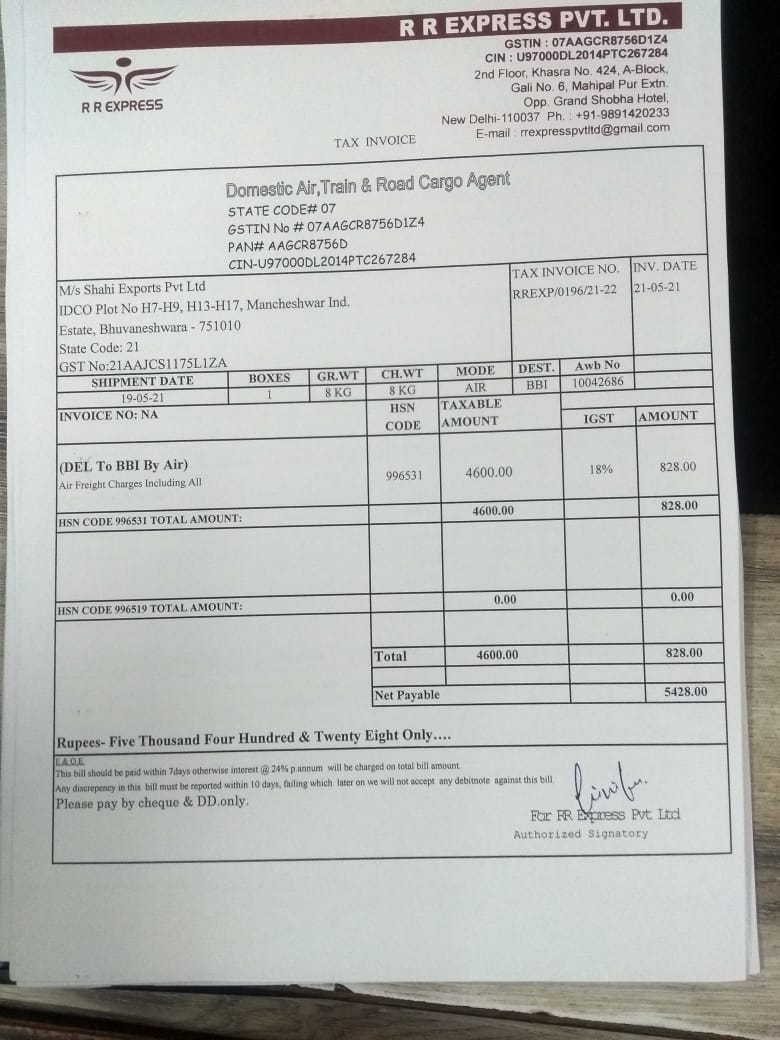 R R EXPRESS PVT. LTD.
GSTIN : 07AAGCR8756D1Z4
CIN : U97000DL2014PTC267284
2nd Floor, Khasra No. 424, A-Block,
Gali No. 6, Mahipal Pur Extn.
Opp. Grand Shobha Hotel,
New Delhi-110037 Ph. : +91-9891420233
E-mail : rrexpresspvtltd@gmail.com
R R EXPRESS
TAX INVOICE
Domestic Air,Train & Road Cargo Agent
STATE CODE# 07
GSTIN No # 07AAGCR8756D1Z4
PAN# AAGCR8756D
CIN-U97000DL2014PTC267284
M/s Shahi Exports Pvt Ltd
IDCO Plot No H7-H9, H13-H17, Mancheshwar Ind.
Estate, Bhuvaneshwara - 751010
State Code: 21
GST No:21AAJCS1175L1ZA
TAX INVOICE NO. INV. DATE
RREXP/0196/21-22 21-05-21
SHIPMENT DATE BOXES GR.WT CH.WT MODE DEST. Awb No
19-05-21 1 8 KG 8 KG AIR BBI 10042686
INVOICE NO: NA HSN CODE TAXABLE AMOUNT IGST AMOUNT
(DEL To BBI By Air)
Air Freight Charges Including All 996531 4600.00 18% 828.00
HSN CODE 996531 TOTAL AMOUNT: 4600.00 828.00
HSN CODE 996519 TOTAL AMOUNT: 0.00 0.00
Total 4600.00 828.00
Net Payable 5428.00
Rupees- Five Thousand Four Hundred & Twenty Eight Only....
E.& O.E.
This bill should be paid within 7days otherwise interest @ 24% p.annum will be charged on total bill amount.
Any discrepency in this bill must be reported within 10 days, failing which later on we will not accept any debitnote against this bill.
Please pay by cheque & DD.only.
For RR Express Pvt. Ltd
Authorized Signatory